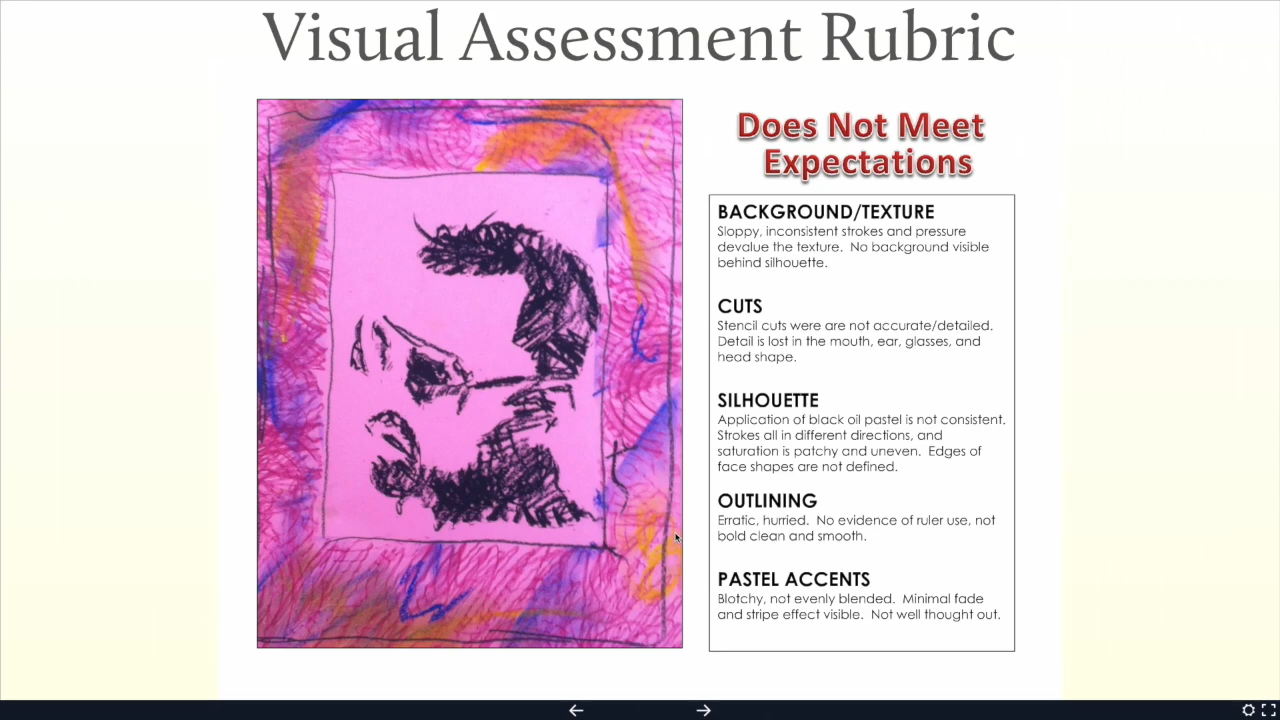 Visual Assessment Rubric
Does Not Meet
Expectations
BACKGROUND/TEXTURE
Sloppy, inconsistent strokes and pressure
devalue the texture.  No background visible
behind silhouette.
CUTS
Stencil cuts were are not accurate/detailed.
Detail is lost in the mouth, ear, glasses, and
head shape.
SILHOUETTE
Application of black oil pastel is not consistent.
Strokes all in different directions, and
saturation is patchy and uneven.  Edges of
face shapes are not defined.
OUTLINING
Erratic, hurried.  No evidence of ruler use, not
bold clean and smooth.
PASTEL ACCENTS
Blotchy, not evenly blended.  Minimal fade
and stripe effect visible.  Not well thought out.